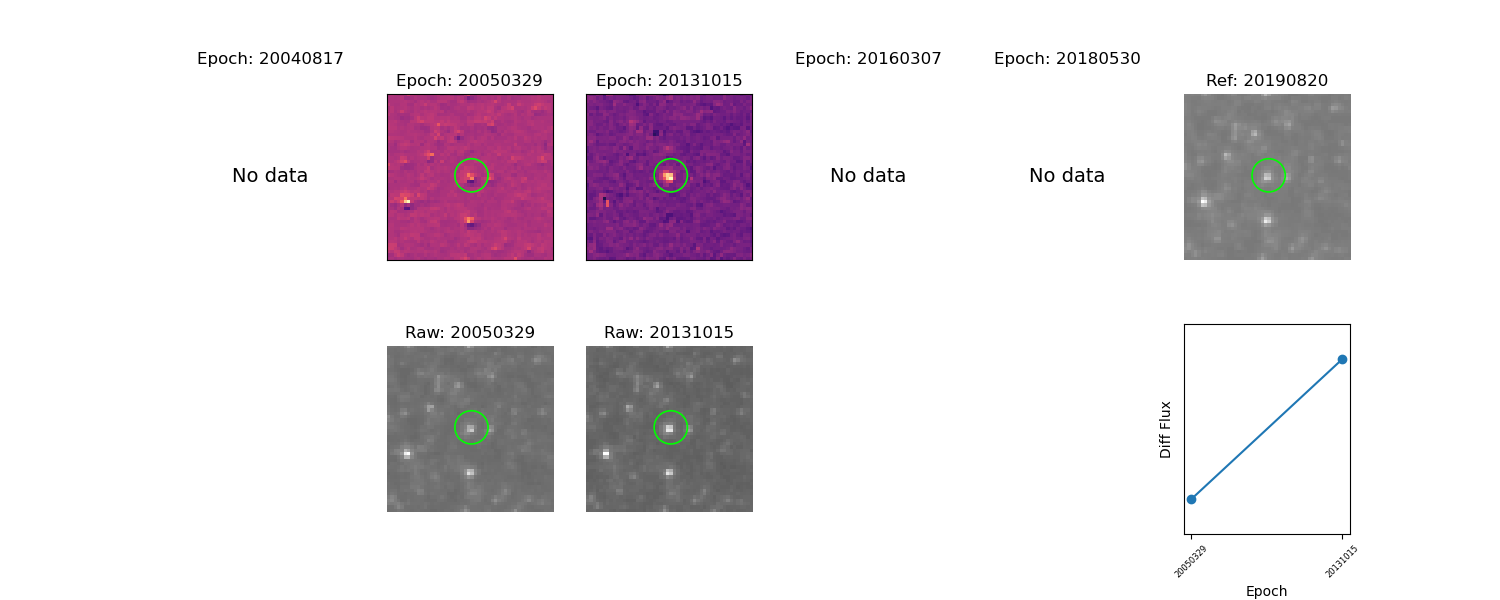 Epoch: 20040817
Epoch: 20050329
Epoch: 20131015
Epoch: 20160307
Epoch: 20180530
Ref: 20190820
No data
No data
No data
Raw: 20050329
Raw: 20131015
Diff Flux
20050329
20131015
Epoch